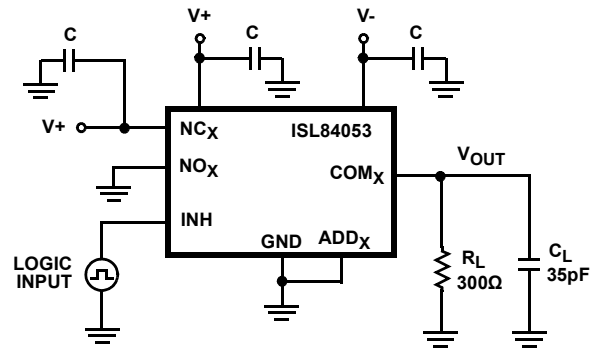 V+
V-
C
C
C
V+
NCX
ISL84053
NOX
COMX
VOUT
INH
GND
ADDX
LOGIC
INPUT
RL
300Ω
CL
35pF